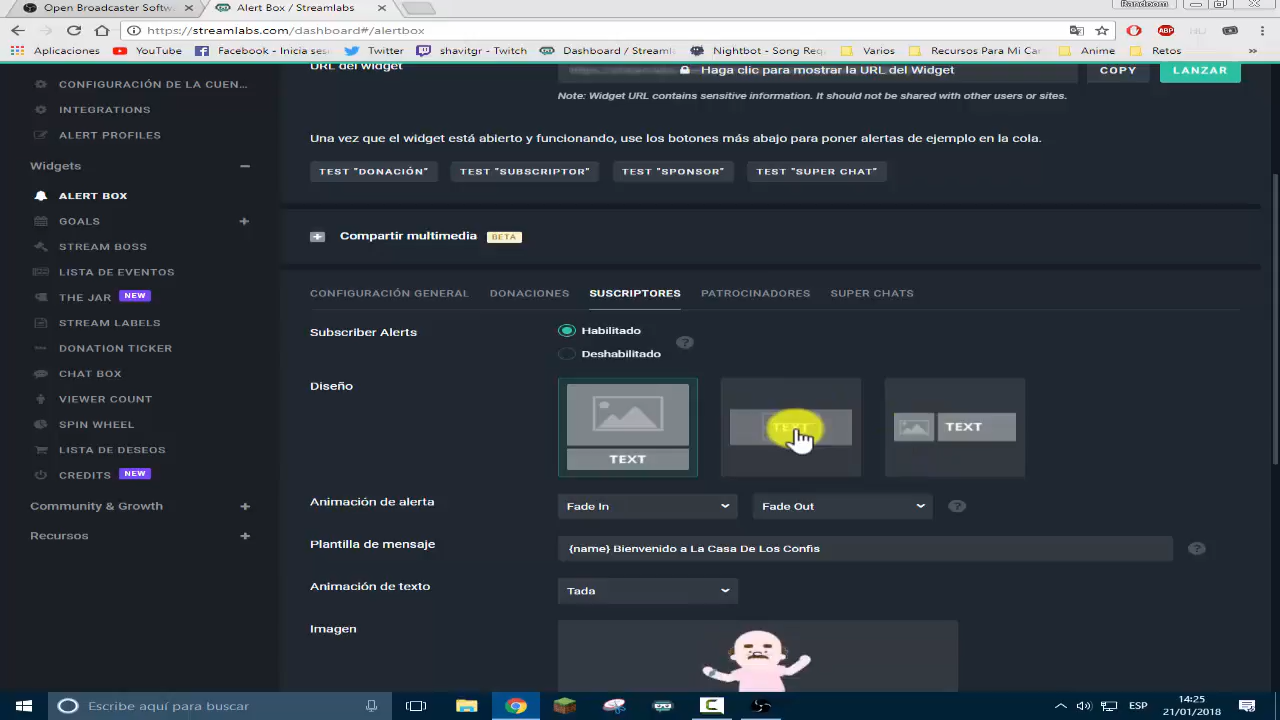 Open Broadcaster Softw
Alert Box / Streamlabs
Randoom
https://streamlabs.com/dashboard#/alertbox
Aplicaciones
YouTube
Facebook - Inicia sesi
Twitter
shavitgr - Twitch
Dashboard / Streaml
Nightbot - Song Re
Varios
Recursos Para Mi Can
Anime
Retos
CONFIGURACIÓN DE LA CUEN...
INTEGRATIONS
ALERT PROFILES
Widgets
ALERT BOX
GOALS
STREAM BOSS
LISTA DE EVENTOS
THE JAR NEW
STREAM LABELS
DONATION TICKER
CHAT BOX
VIEWER COUNT
SPIN WHEEL
LISTA DE DESEOS
CREDITS NEW
Community & Growth
Recursos
URL del widget
Haga clic para mostrar la URL del Widget
COPY
LANZAR
Note: Widget URL contains sensitive information. It should not be shared with other users or sites.
Una vez que el widget está abierto y funcionando, use los botones más abajo para poner alertas de ejemplo en la cola.
TEST "DONACIÓN"
TEST "SUBSCRIPTOR"
TEST "SPONSOR"
TEST "SUPER CHAT"
Compartir multimedia BETA
CONFIGURACIÓN GENERAL
DONACIONES
SUSCRIPTORES
PATROCINADORES
SUPER CHATS
Subscriber Alerts
Habilitado
Deshabilitado
Diseño
TEXT
TEXT
TEXT
Animación de alerta
Fade In
Fade Out
Plantilla de mensaje
{name} Bienvenido a La Casa De Los Confis
Animación de texto
Tada
Imagen
Escribe aquí para buscar
ESP
14:25
21/01/2018